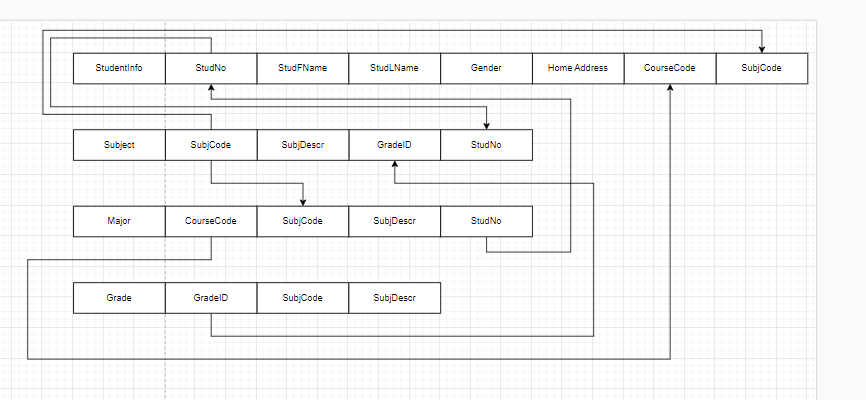 StudentInfo StudNo StudFName StudLName Gender Home Address CourseCode SubjCode
Subject SubjCode SubjDescr GradeID StudNo
Major CourseCode SubjCode SubjDescr StudNo
Grade GradeID SubjCode SubjDescr